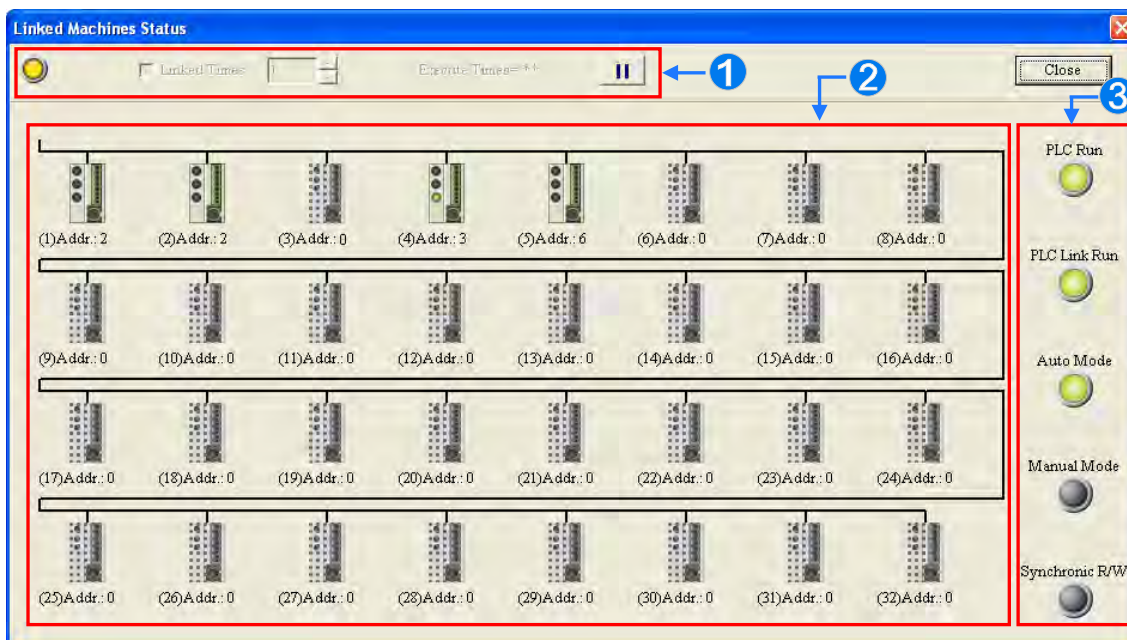 Linked Machines Status
Linked Times 1 Execute Times= ** Close
1
2
3
PLC Run
(1)Addr.: 2 (2)Addr.: 2 (3)Addr.: 0 (4)Addr.: 3 (5)Addr.: 6 (6)Addr.: 0 (7)Addr.: 0 (8)Addr.: 0
PLC Link Run
(9)Addr.: 0 (10)Addr.: 0 (11)Addr.: 0 (12)Addr.: 0 (13)Addr.: 0 (14)Addr.: 0 (15)Addr.: 0 (16)Addr.: 0
Auto Mode
(17)Addr.: 0 (18)Addr.: 0 (19)Addr.: 0 (20)Addr.: 0 (21)Addr.: 0 (22)Addr.: 0 (23)Addr.: 0 (24)Addr.: 0
Manual Mode
Synchronic R/W
(25)Addr.: 0 (26)Addr.: 0 (27)Addr.: 0 (28)Addr.: 0 (29)Addr.: 0 (30)Addr.: 0 (31)Addr.: 0 (32)Addr.: 0